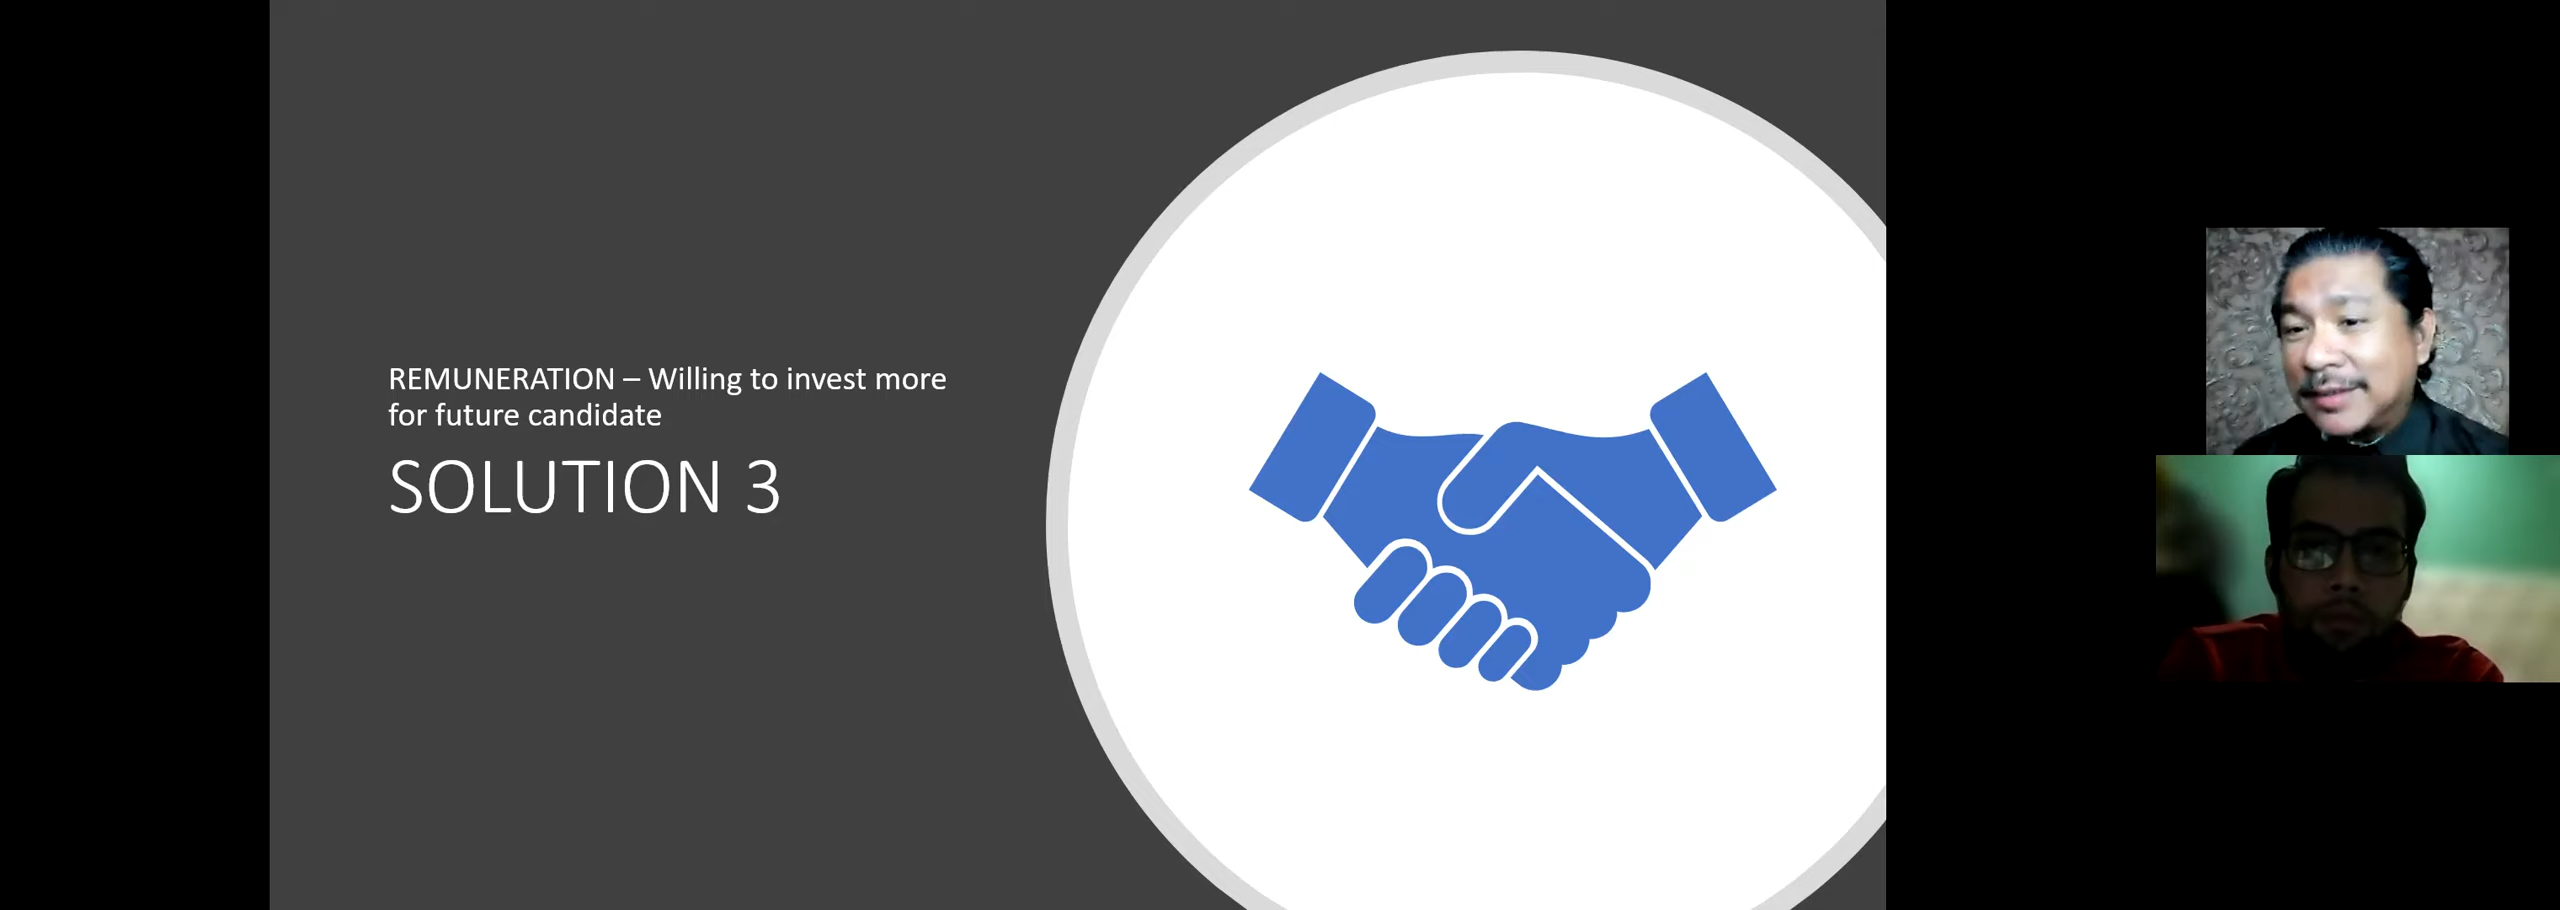 REMUNERATION – Willing to invest more
for future candidate
SOLUTION 3